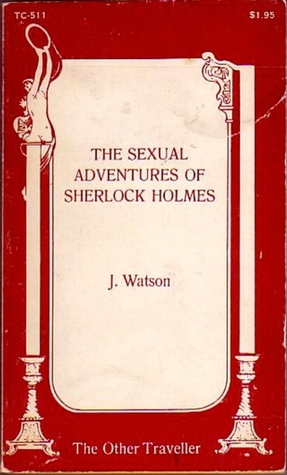 TC-511
$1.95
THE SEXUAL
ADVENTURES OF
SHERLOCK HOLMES
J. Watson
The Other Traveller